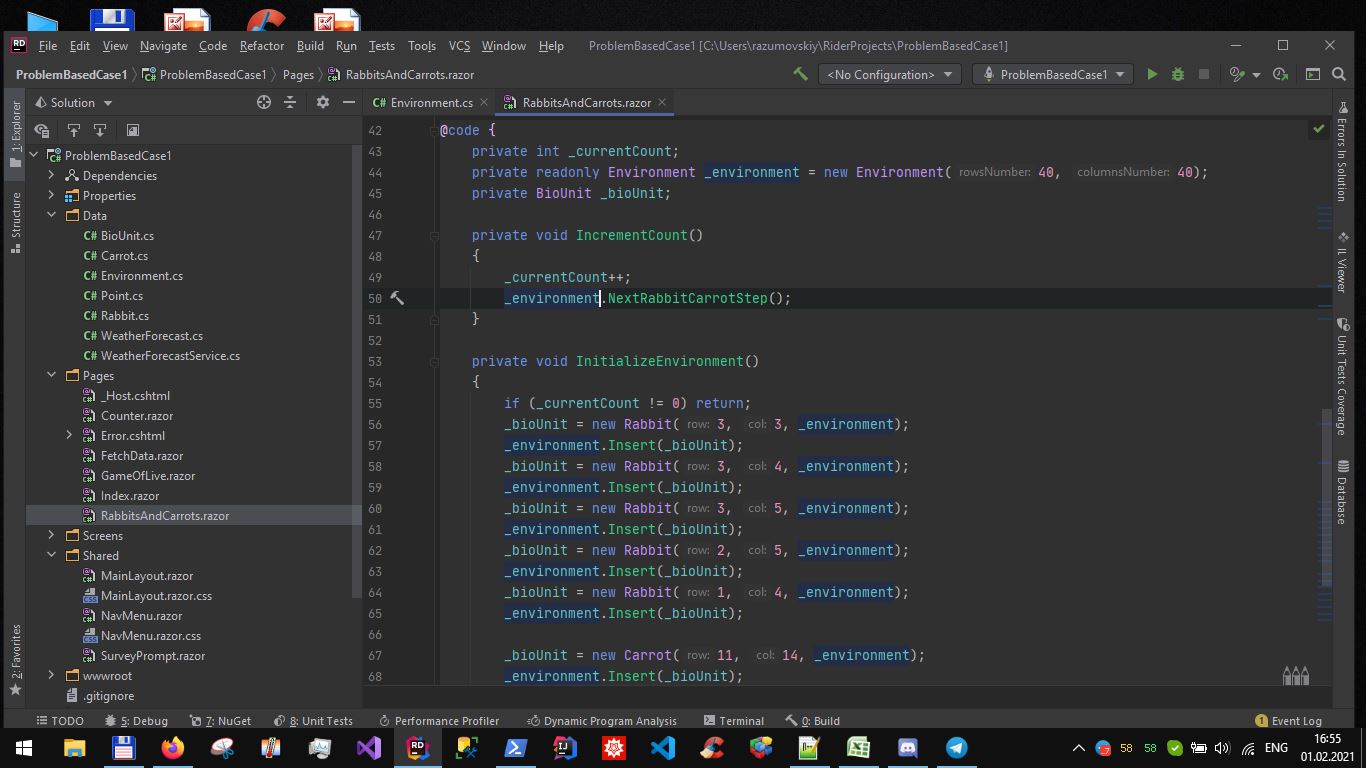 RD File Edit View Navigate Code Refactor Build Run Tests Tools VCS Window Help ProblemBasedCase1 [C:\Users\razumovskiy\RiderProjects\ProblemBasedCase1]
ProblemBasedCase1 ProblemBasedCase1 Pages RabbitsAndCarrots.razor <No Configuration> ProblemBasedCase1
1: Explorer
Structure
2: Favorites
Solution
ProblemBasedCase1
Dependencies
Properties
Data
C# BioUnit.cs
C# Carrot.cs
C# Environment.cs
C# Point.cs
C# Rabbit.cs
C# WeatherForecast.cs
C# WeatherForecastService.cs
Pages
_Host.cshtml
Counter.razor
Error.cshtml
FetchData.razor
GameOfLive.razor
Index.razor
RabbitsAndCarrots.razor
Screens
Shared
MainLayout.razor
MainLayout.razor.css
NavMenu.razor
NavMenu.razor.css
SurveyPrompt.razor
wwwroot
.gitignore
C# Environment.cs RabbitsAndCarrots.razor
42 @code {
43 private int _currentCount;
44 private readonly Environment _environment = new Environment( rowsNumber: 40, columnsNumber: 40);
45 private BioUnit _bioUnit;
46
47 private void IncrementCount()
48 {
49 _currentCount++;
50 _environment.NextRabbitCarrotStep();
51 }
52
53 private void InitializeEnvironment()
54 {
55 if (_currentCount != 0) return;
56 _bioUnit = new Rabbit( row: 3, col: 3, _environment);
57 _environment.Insert(_bioUnit);
58 _bioUnit = new Rabbit( row: 3, col: 4, _environment);
59 _environment.Insert(_bioUnit);
60 _bioUnit = new Rabbit( row: 3, col: 5, _environment);
61 _environment.Insert(_bioUnit);
62 _bioUnit = new Rabbit( row: 2, col: 5, _environment);
63 _environment.Insert(_bioUnit);
64 _bioUnit = new Rabbit( row: 1, col: 4, _environment);
65 _environment.Insert(_bioUnit);
66
67 _bioUnit = new Carrot( row: 11, col: 14, _environment);
68 _environment.Insert(_bioUnit);
Errors In Solution
IL Viewer
Unit Tests Coverage
Database
TODO 5: Debug 7: NuGet 8: Unit Tests Performance Profiler Dynamic Program Analysis Terminal 0: Build 1 Event Log
RD IJ 58 58 ENG 16:55
01.02.2021